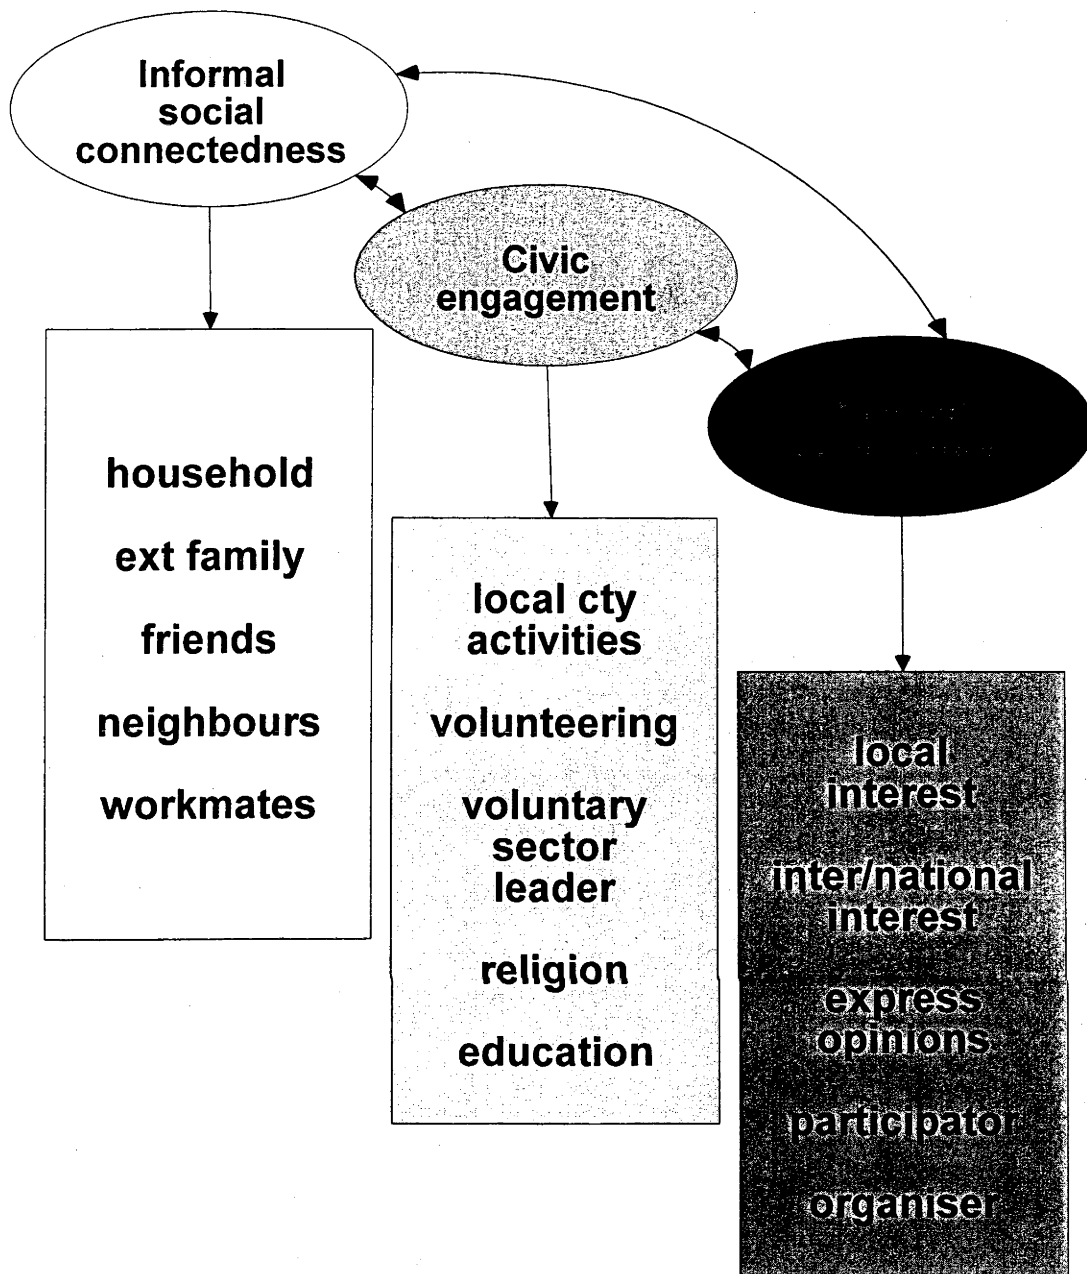 Informal
social
connectedness
Civic
engagement
household
ext family
friends
neighbours
workmates
local cty
activities
volunteering
voluntary
sector
leader
religion
education
local
interest
inter/national
interest
express
opinions
participator
organiser